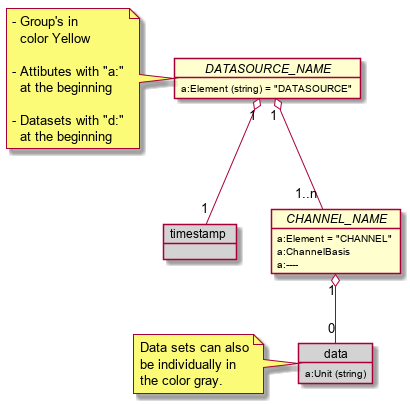 - Group's in
color Yellow
- Attibutes with "a:"
at the beginning
- Datasets with "d:"
at the beginning
DATASOURCE_NAME
a:Element (string) = "DATASOURCE"
1
1
1
1..n
timestamp
CHANNEL_NAME
a:Element = "CHANNEL"
a:ChannelBasis
a:----
1
0
Data sets can also
be individually in
the color gray.
data
a:Unit (string)